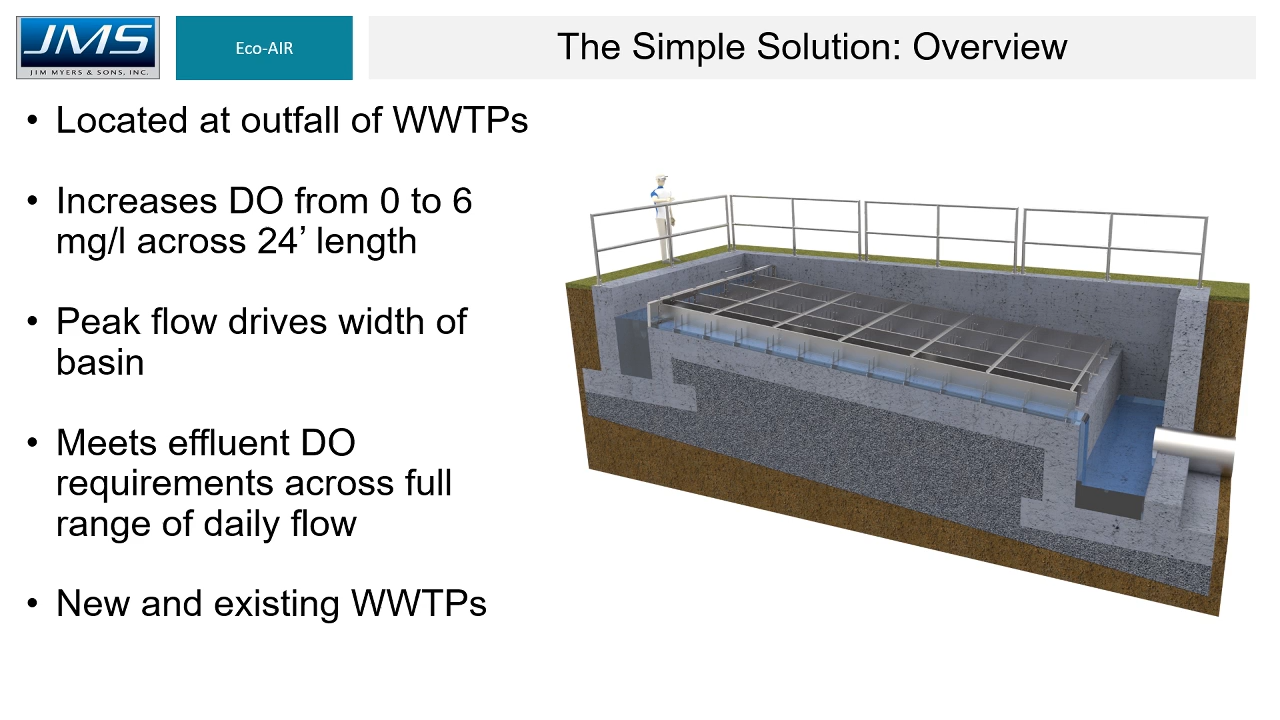 JMS
JIM MYERS & SONS, INC.
Eco-AIR
The Simple Solution: Overview
• Located at outfall of WWTPs
• Increases DO from 0 to 6
mg/l across 24’ length
• Peak flow drives width of
basin
• Meets effluent DO
requirements across full
range of daily flow
• New and existing WWTPs